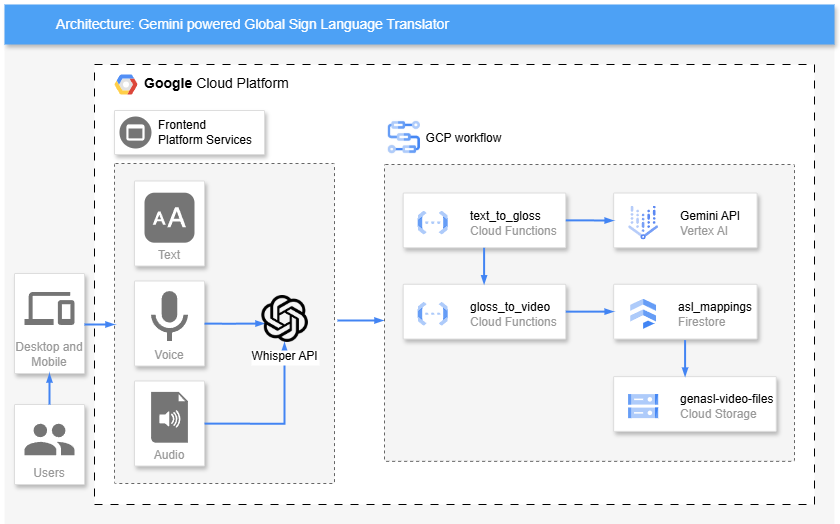 Architecture: Gemini powered Global Sign Language Translator
Google Cloud Platform
Frontend
Platform Services
GCP workflow
AA
Text
Voice
Audio
Whisper API
Desktop and
Mobile
Users
text_to_gloss
Cloud Functions
Gemini API
Vertex AI
gloss_to_video
Cloud Functions
asl_mappings
Firestore
genasl-video-files
Cloud Storage